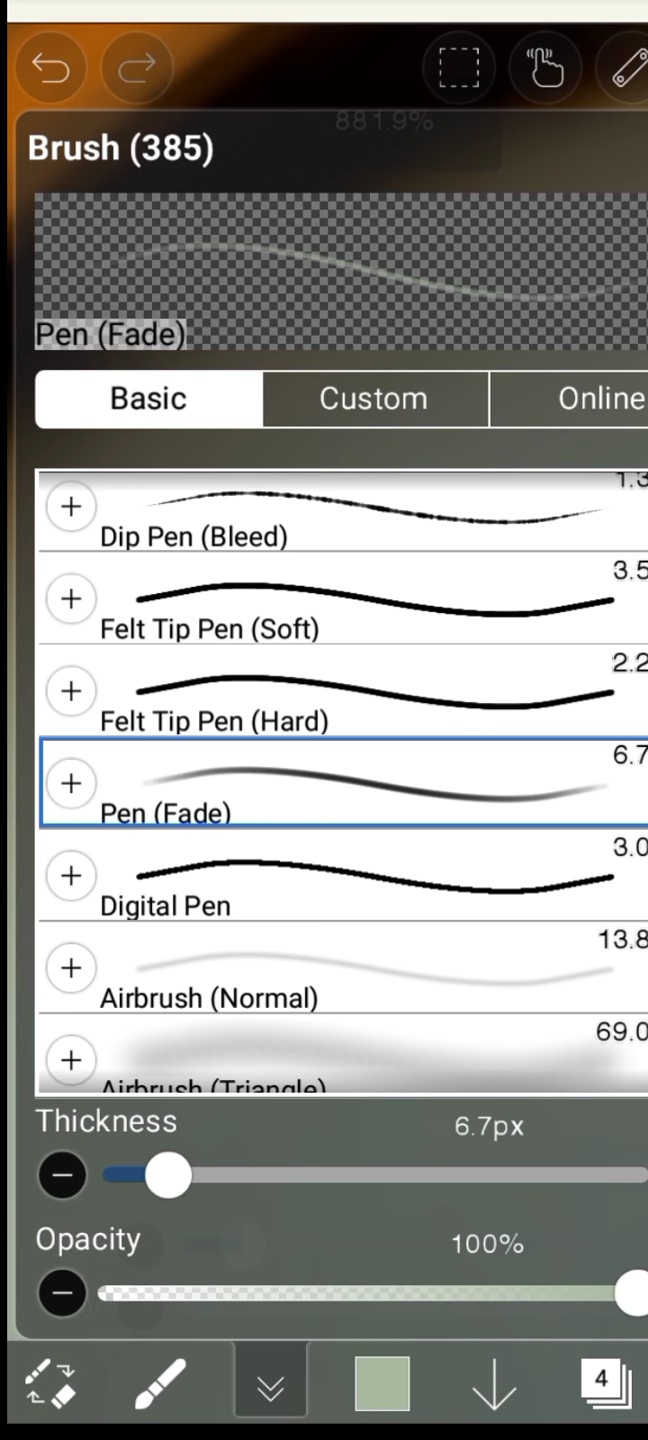 881.9%
Brush (385)
Pen (Fade)
Basic
Custom
Online
1.3
Dip Pen (Bleed)
3.5
Felt Tip Pen (Soft)
2.2
Felt Tip Pen (Hard)
6.7
Pen (Fade)
3.0
Digital Pen
13.8
Airbrush (Normal)
69.0
Airbrush (Triangle)
Thickness
6.7px
Opacity
100%
4